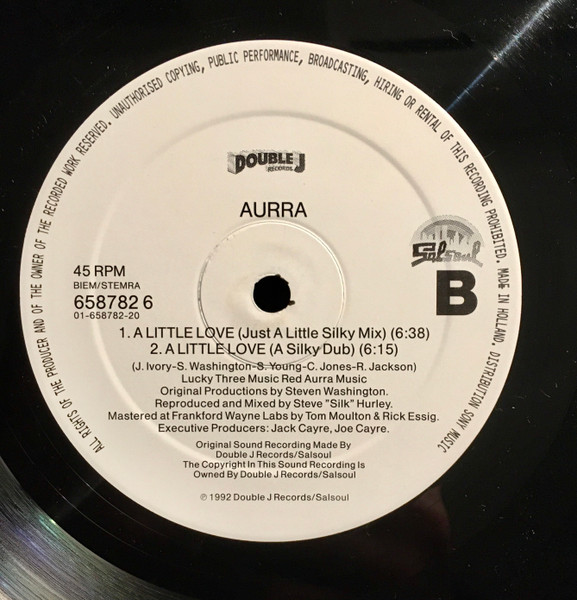 ALL RIGHTS OF THE PRODUCER AND OF THE OWNER OF THE RECORDED WORK RESERVED. UNAUTHORISED COPYING, PUBLIC PERFORMANCE, BROADCASTING, HIRING OR RENTAL OF THIS RECORDING PROHIBITED. MADE IN HOLLAND. DISTRIBUTION SONY MUSIC
DOUBLE J
RECORDS
AURRA
Salsoul
45 RPM
BIEM/STEMRA
658782 6
01-658782-20
B
1. A LITTLE LOVE (Just A Little Silky Mix) (6:38)
2. A LITTLE LOVE (A Silky Dub) (6:15)
(J. Ivory-S. Washington-S. Young-C. Jones-R. Jackson)
Lucky Three Music Red Aurra Music
Original Productions by Steven Washington.
Reproduced and Mixed by Steve "Silk" Hurley.
Mastered at Frankford Wayne Labs by Tom Moulton & Rick Essig.
Executive Producers: Jack Cayre, Joe Cayre.
Original Sound Recording Made By
Double J Records/Salsoul
The Copyright In This Sound Recording Is
Owned By Double J Records/Salsoul
℗ 1992 Double J Records/Salsoul